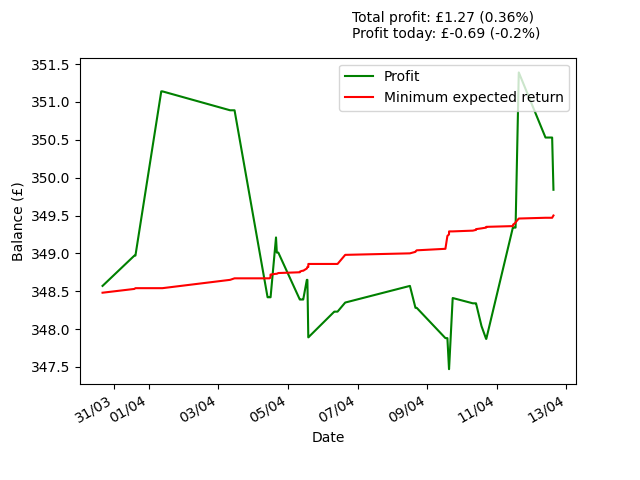 Total profit: £1.27 (0.36%)
Profit today: £-0.69 (-0.2%)
Profit
Minimum expected return
351.5
351.0
350.5
350.0
349.5
349.0
348.5
348.0
347.5
Balance (£)
31/03
01/04
03/04
05/04
07/04
09/04
11/04
13/04
Date